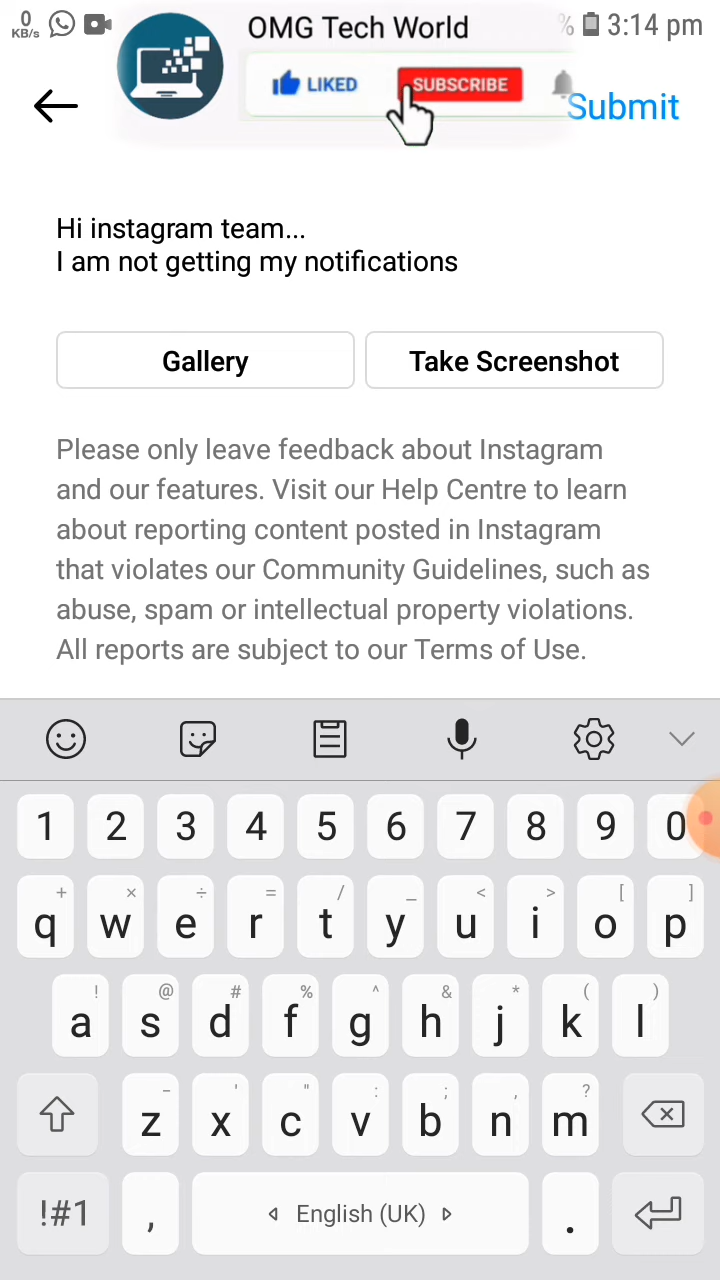 0
KB/s
% 3:14 pm
OMG Tech World
LIKED
SUBSCRIBE
Submit
Hi instagram team...
I am not getting my notifications
Gallery
Take Screenshot
Please only leave feedback about Instagram
and our features. Visit our Help Centre to learn
about reporting content posted in Instagram
that violates our Community Guidelines, such as
abuse, spam or intellectual property violations.
All reports are subject to our Terms of Use.
1 2 3 4 5 6 7 8 9 0
+ × ÷ = / _ < > [ ]
q w e r t y u i o p
! @ # % ^ & * ( )
a s d f g h j k l
- ' " : ; , ?
z x c v b n m
!#1 , English (UK) .